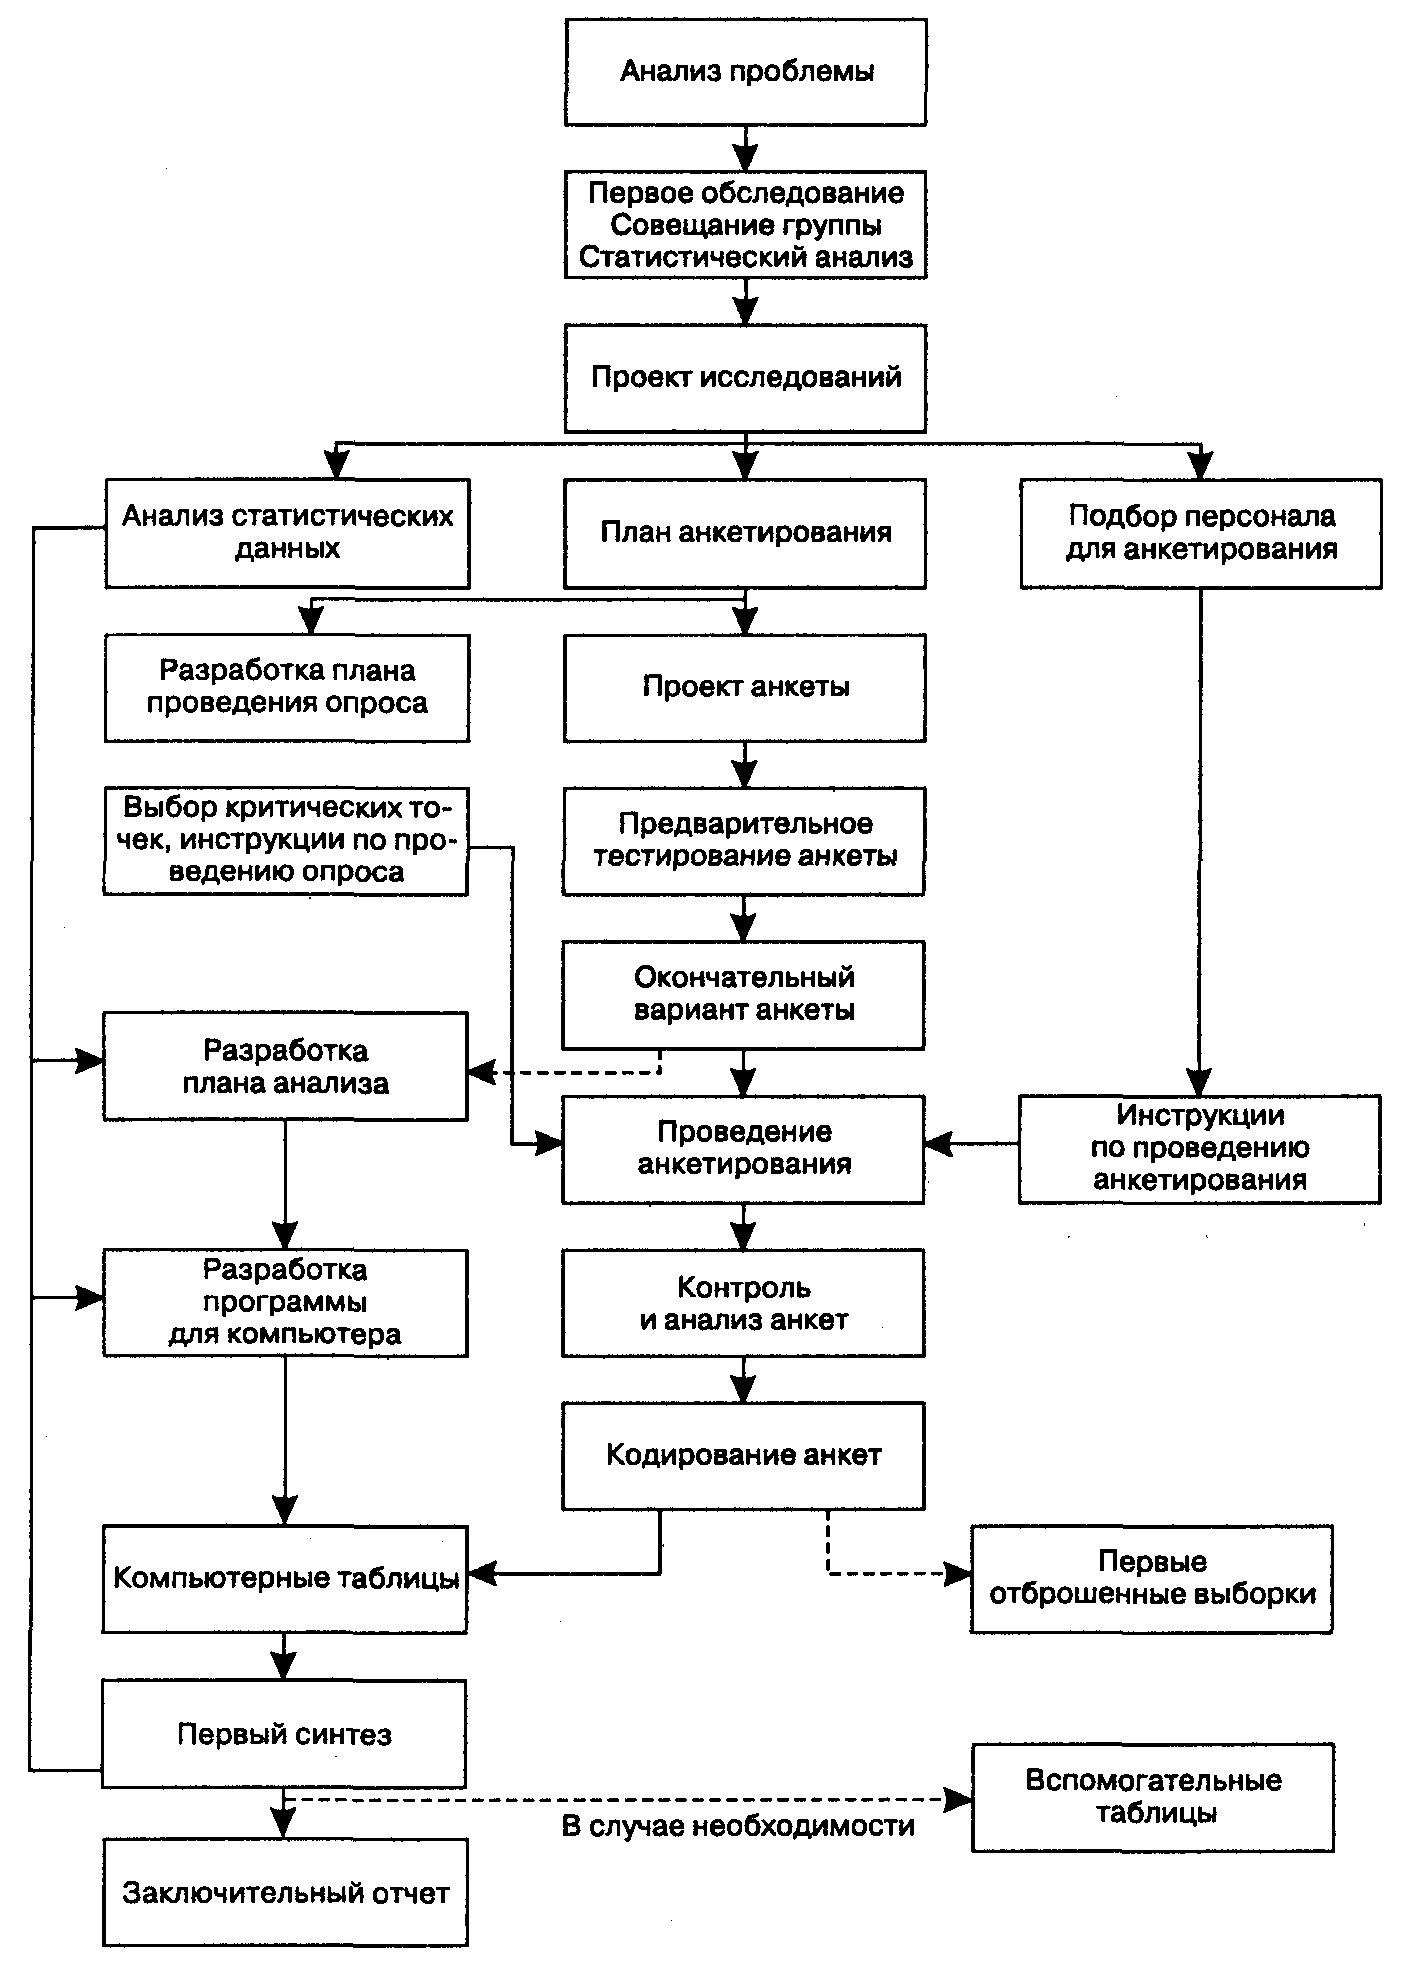 Анализ проблемы
Первое обследование
Совещание группы
Статистический анализ
Проект исследований
Анализ статистических
данных
План анкетирования
Подбор персонала
для анкетирования
Разработка плана
проведения опроса
Проект анкеты
Выбор критических то-
чек, инструкции по про-
ведению опроса
Предварительное
тестирование анкеты
Окончательный
вариант анкеты
Разработка
плана анализа
Проведение
анкетирования
Инструкции
по проведению
анкетирования
Разработка
программы
для компьютера
Контроль
и анализ анкет
Кодирование анкет
Компьютерные таблицы
Первые
отброшенные выборки
Первый синтез
Вспомогательные
таблицы
В случае необходимости
Заключительный отчет